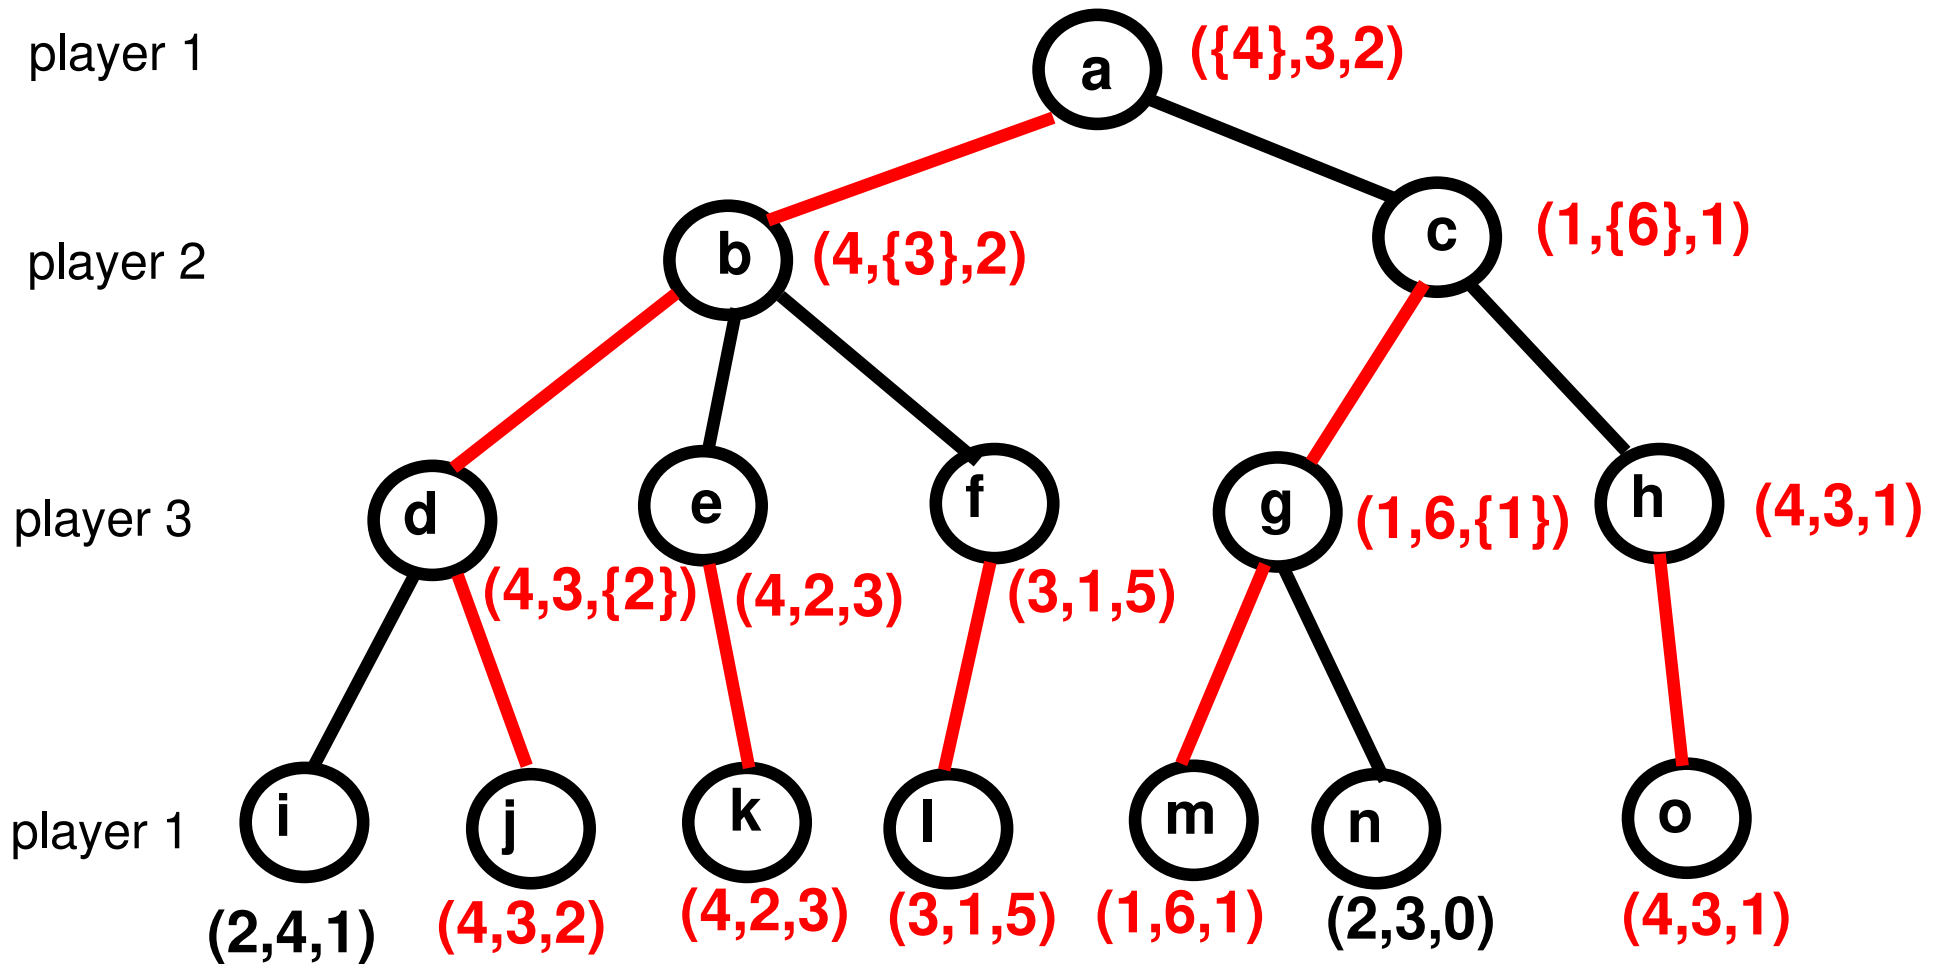 player 1 a ({4},3,2)
player 2 b (4,{3},2) c (1,{6},1)
player 3 d e f g h
(4,3,{2}) (4,2,3) (3,1,5) (1,6,{1}) (4,3,1)
player 1 i j k l m n o
(2,4,1) (4,3,2) (4,2,3) (3,1,5) (1,6,1) (2,3,0) (4,3,1)